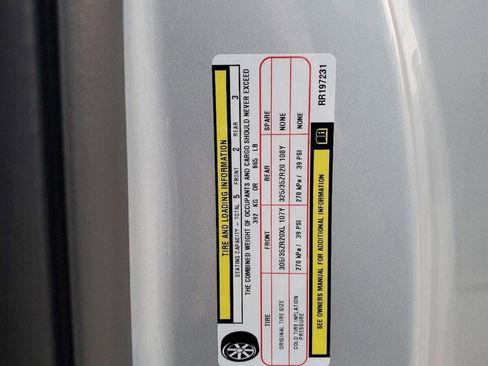 TIRE AND LOADING INFORMATION
SEATING CAPACITY - TOTAL 5 FRONT 2 REAR 3
THE COMBINED WEIGHT OF OCCUPANTS AND CARGO SHOULD NEVER EXCEED
392 KG OR 865 LB
TIRE FRONT REAR SPARE
ORIGINAL TIRE SIZE 305/35ZR20XL 107Y 325/35ZR20 108Y NONE
COLD TIRE INFLATION PRESSURE 270 kPa / 39 PSI 270 kPa / 39 PSI NONE
SEE OWNERS MANUAL FOR ADDITIONAL INFORMATION
RR197231